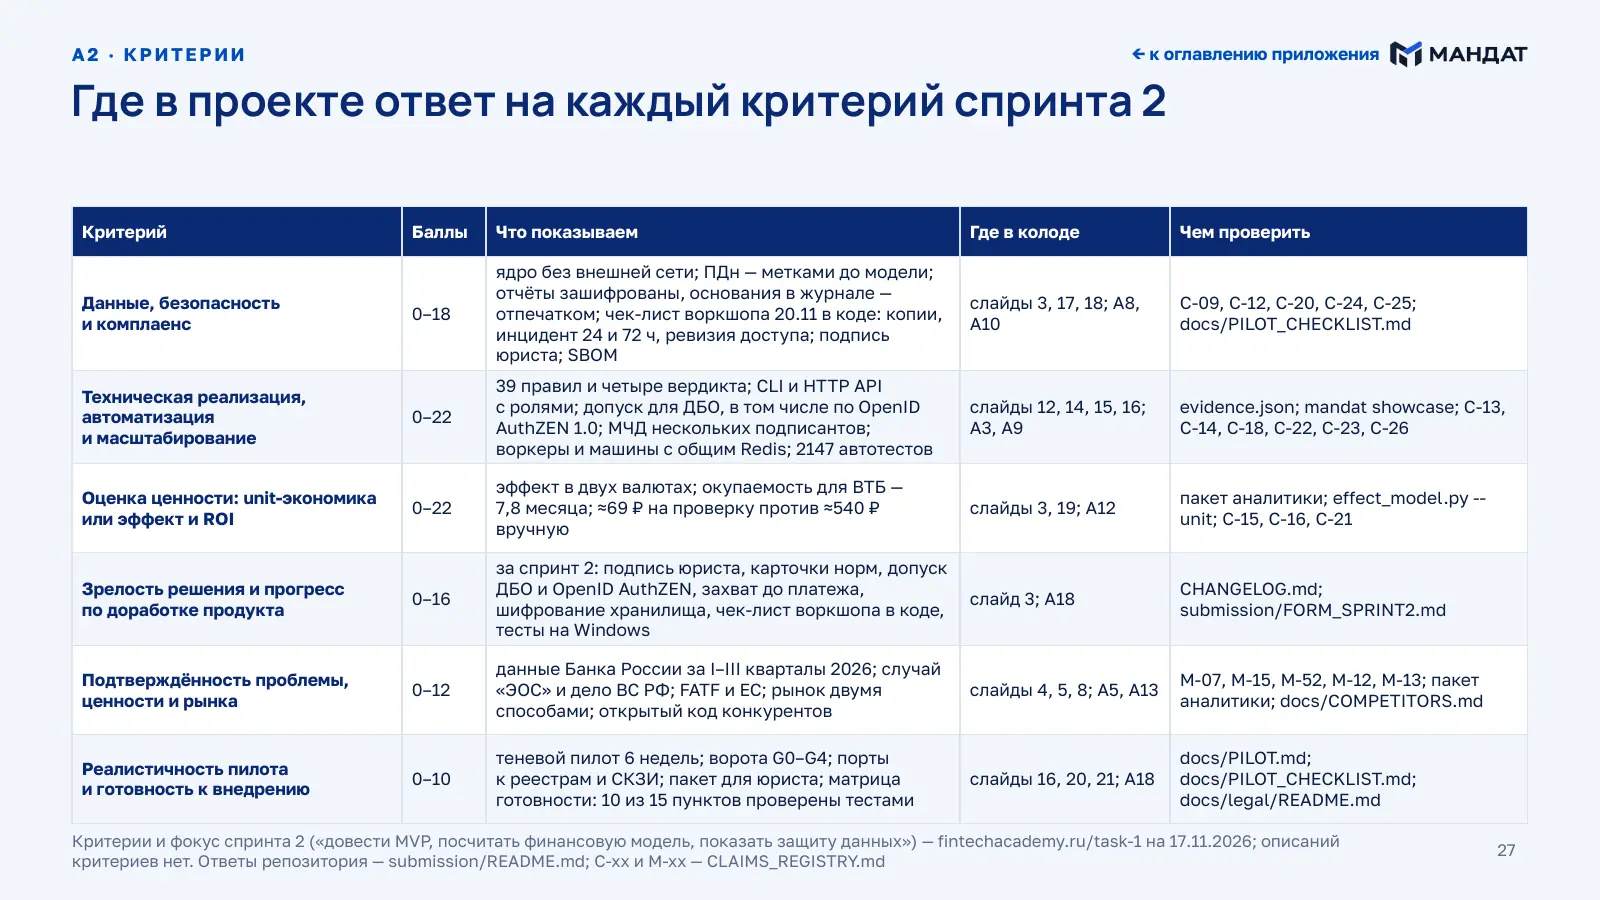 А2 · КРИТЕРИИ
← к оглавлению приложения
МАНДАТ
Где в проекте ответ на каждый критерий спринта 2
Критерий
Баллы
Что показываем
Где в колоде
Чем проверить
Данные, безопасность
и комплаенс
0–18
ядро без внешней сети; ПДн — метками до модели;
отчёты зашифрованы, основания в журнале —
отпечатком; чек-лист воркшопа 20.11 в коде: копии,
инцидент 24 и 72 ч, ревизия доступа; подпись
юриста; SBOM
слайды 3, 17, 18; А8,
А10
C-09, C-12, C-20, C-24, C-25;
docs/PILOT_CHECKLIST.md
Техническая реализация,
автоматизация
и масштабирование
0–22
39 правил и четыре вердикта; CLI и HTTP API
с ролями; допуск для ДБО, в том числе по OpenID
AuthZEN 1.0; МЧД нескольких подписантов;
воркеры и машины с общим Redis; 2147 автотестов
слайды 12, 14, 15, 16;
А3, А9
evidence.json; mandat showcase; C-13,
C-14, C-18, C-22, C-23, C-26
Оценка ценности: unit-экономика
или эффект и ROI
0–22
эффект в двух валютах; окупаемость для ВТБ —
7,8 месяца; ≈69 ₽ на проверку против ≈540 ₽
вручную
слайды 3, 19; А12
пакет аналитики; effect_model.py --
unit; C-15, C-16, C-21
Зрелость решения и прогресс
по доработке продукта
0–16
за спринт 2: подпись юриста, карточки норм, допуск
ДБО и OpenID AuthZEN, захват до платежа,
шифрование хранилища, чек-лист воркшопа в коде,
тесты на Windows
слайд 3; А18
CHANGELOG.md;
submission/FORM_SPRINT2.md
Подтверждённость проблемы,
ценности и рынка
0–12
данные Банка России за I–III кварталы 2026; случай
«ЭОС» и дело ВС РФ; FATF и ЕС; рынок двумя
способами; открытый код конкурентов
слайды 4, 5, 8; А5, А13
M-07, M-15, M-52, M-12, M-13; пакет
аналитики; docs/COMPETITORS.md
Реалистичность пилота
и готовность к внедрению
0–10
теневой пилот 6 недель; ворота G0–G4; порты
к реестрам и СКЗИ; пакет для юриста; матрица
готовности: 10 из 15 пунктов проверены тестами
слайды 16, 20, 21; А18
docs/PILOT.md;
docs/PILOT_CHECKLIST.md;
docs/legal/README.md
Критерии и фокус спринта 2 («довести MVP, посчитать финансовую модель, показать защиту данных») — fintechacademy.ru/task-1 на 17.11.2026; описаний
критериев нет. Ответы репозитория — submission/README.md; C-xx и M-xx — CLAIMS_REGISTRY.md
27